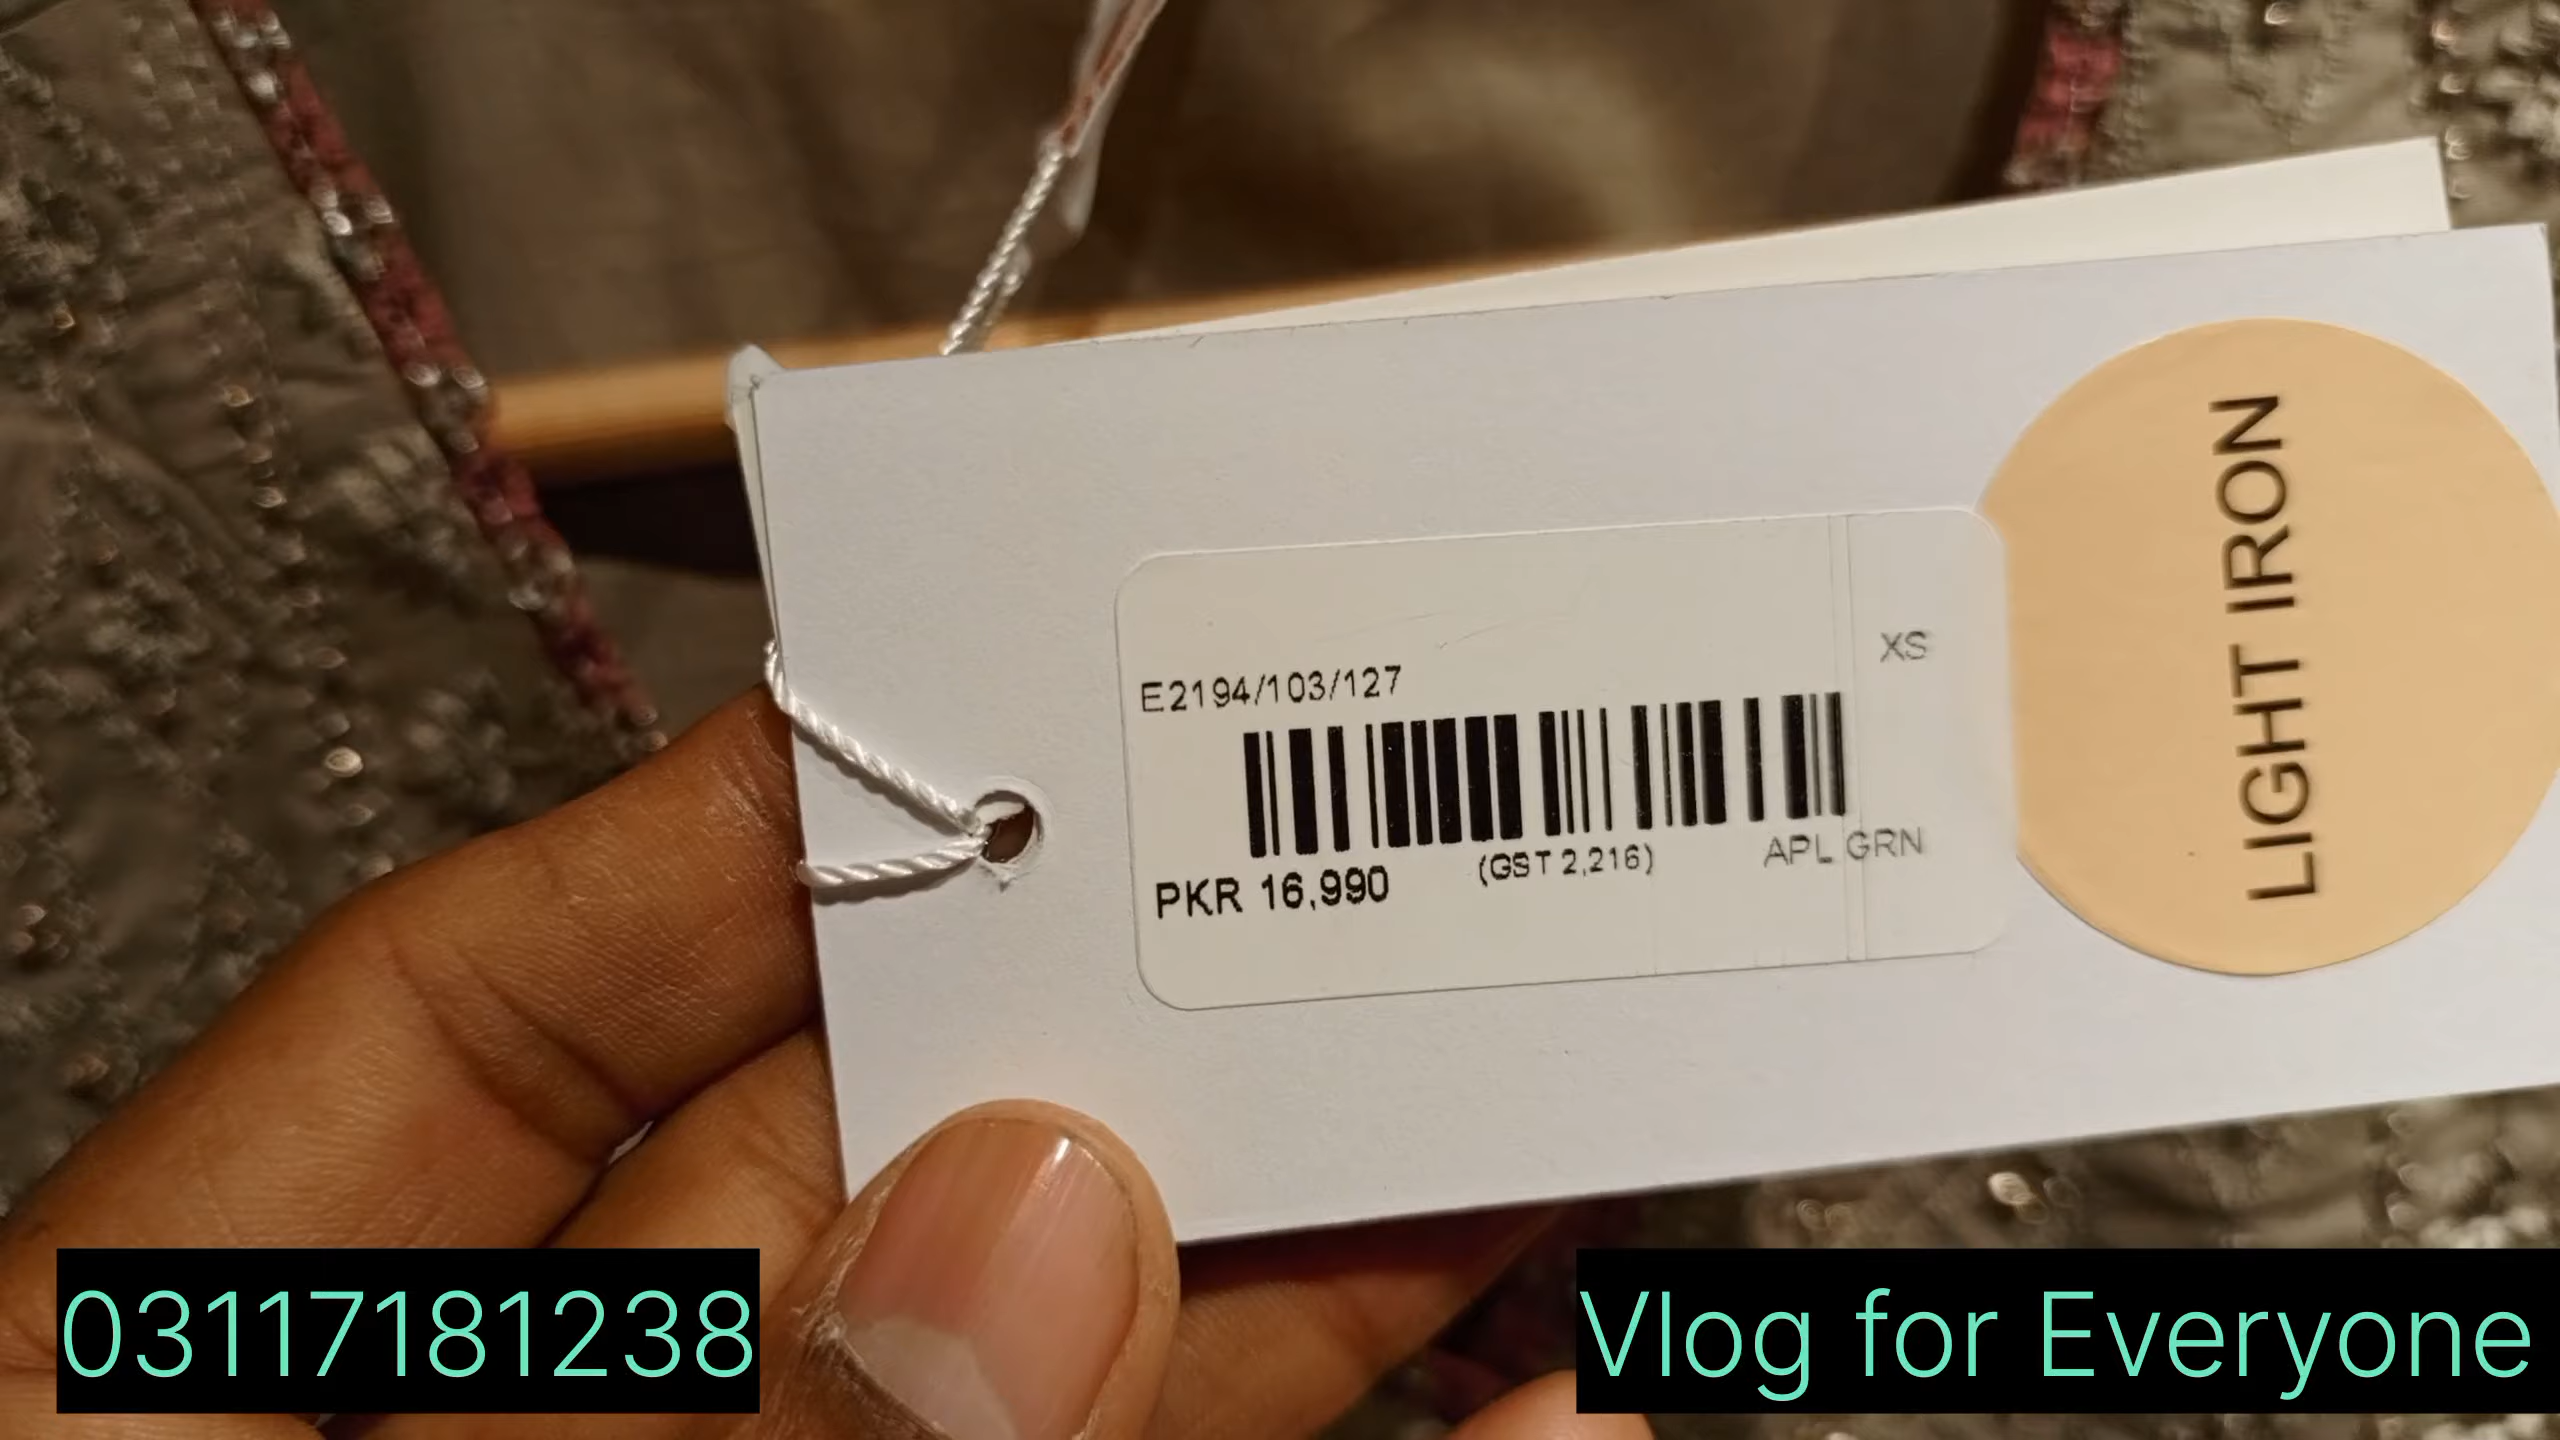 XS
E2194/103/127
PKR 16,990
(GST 2,216)
APL GRN
LIGHT IRON
03117181238
Vlog for Everyone